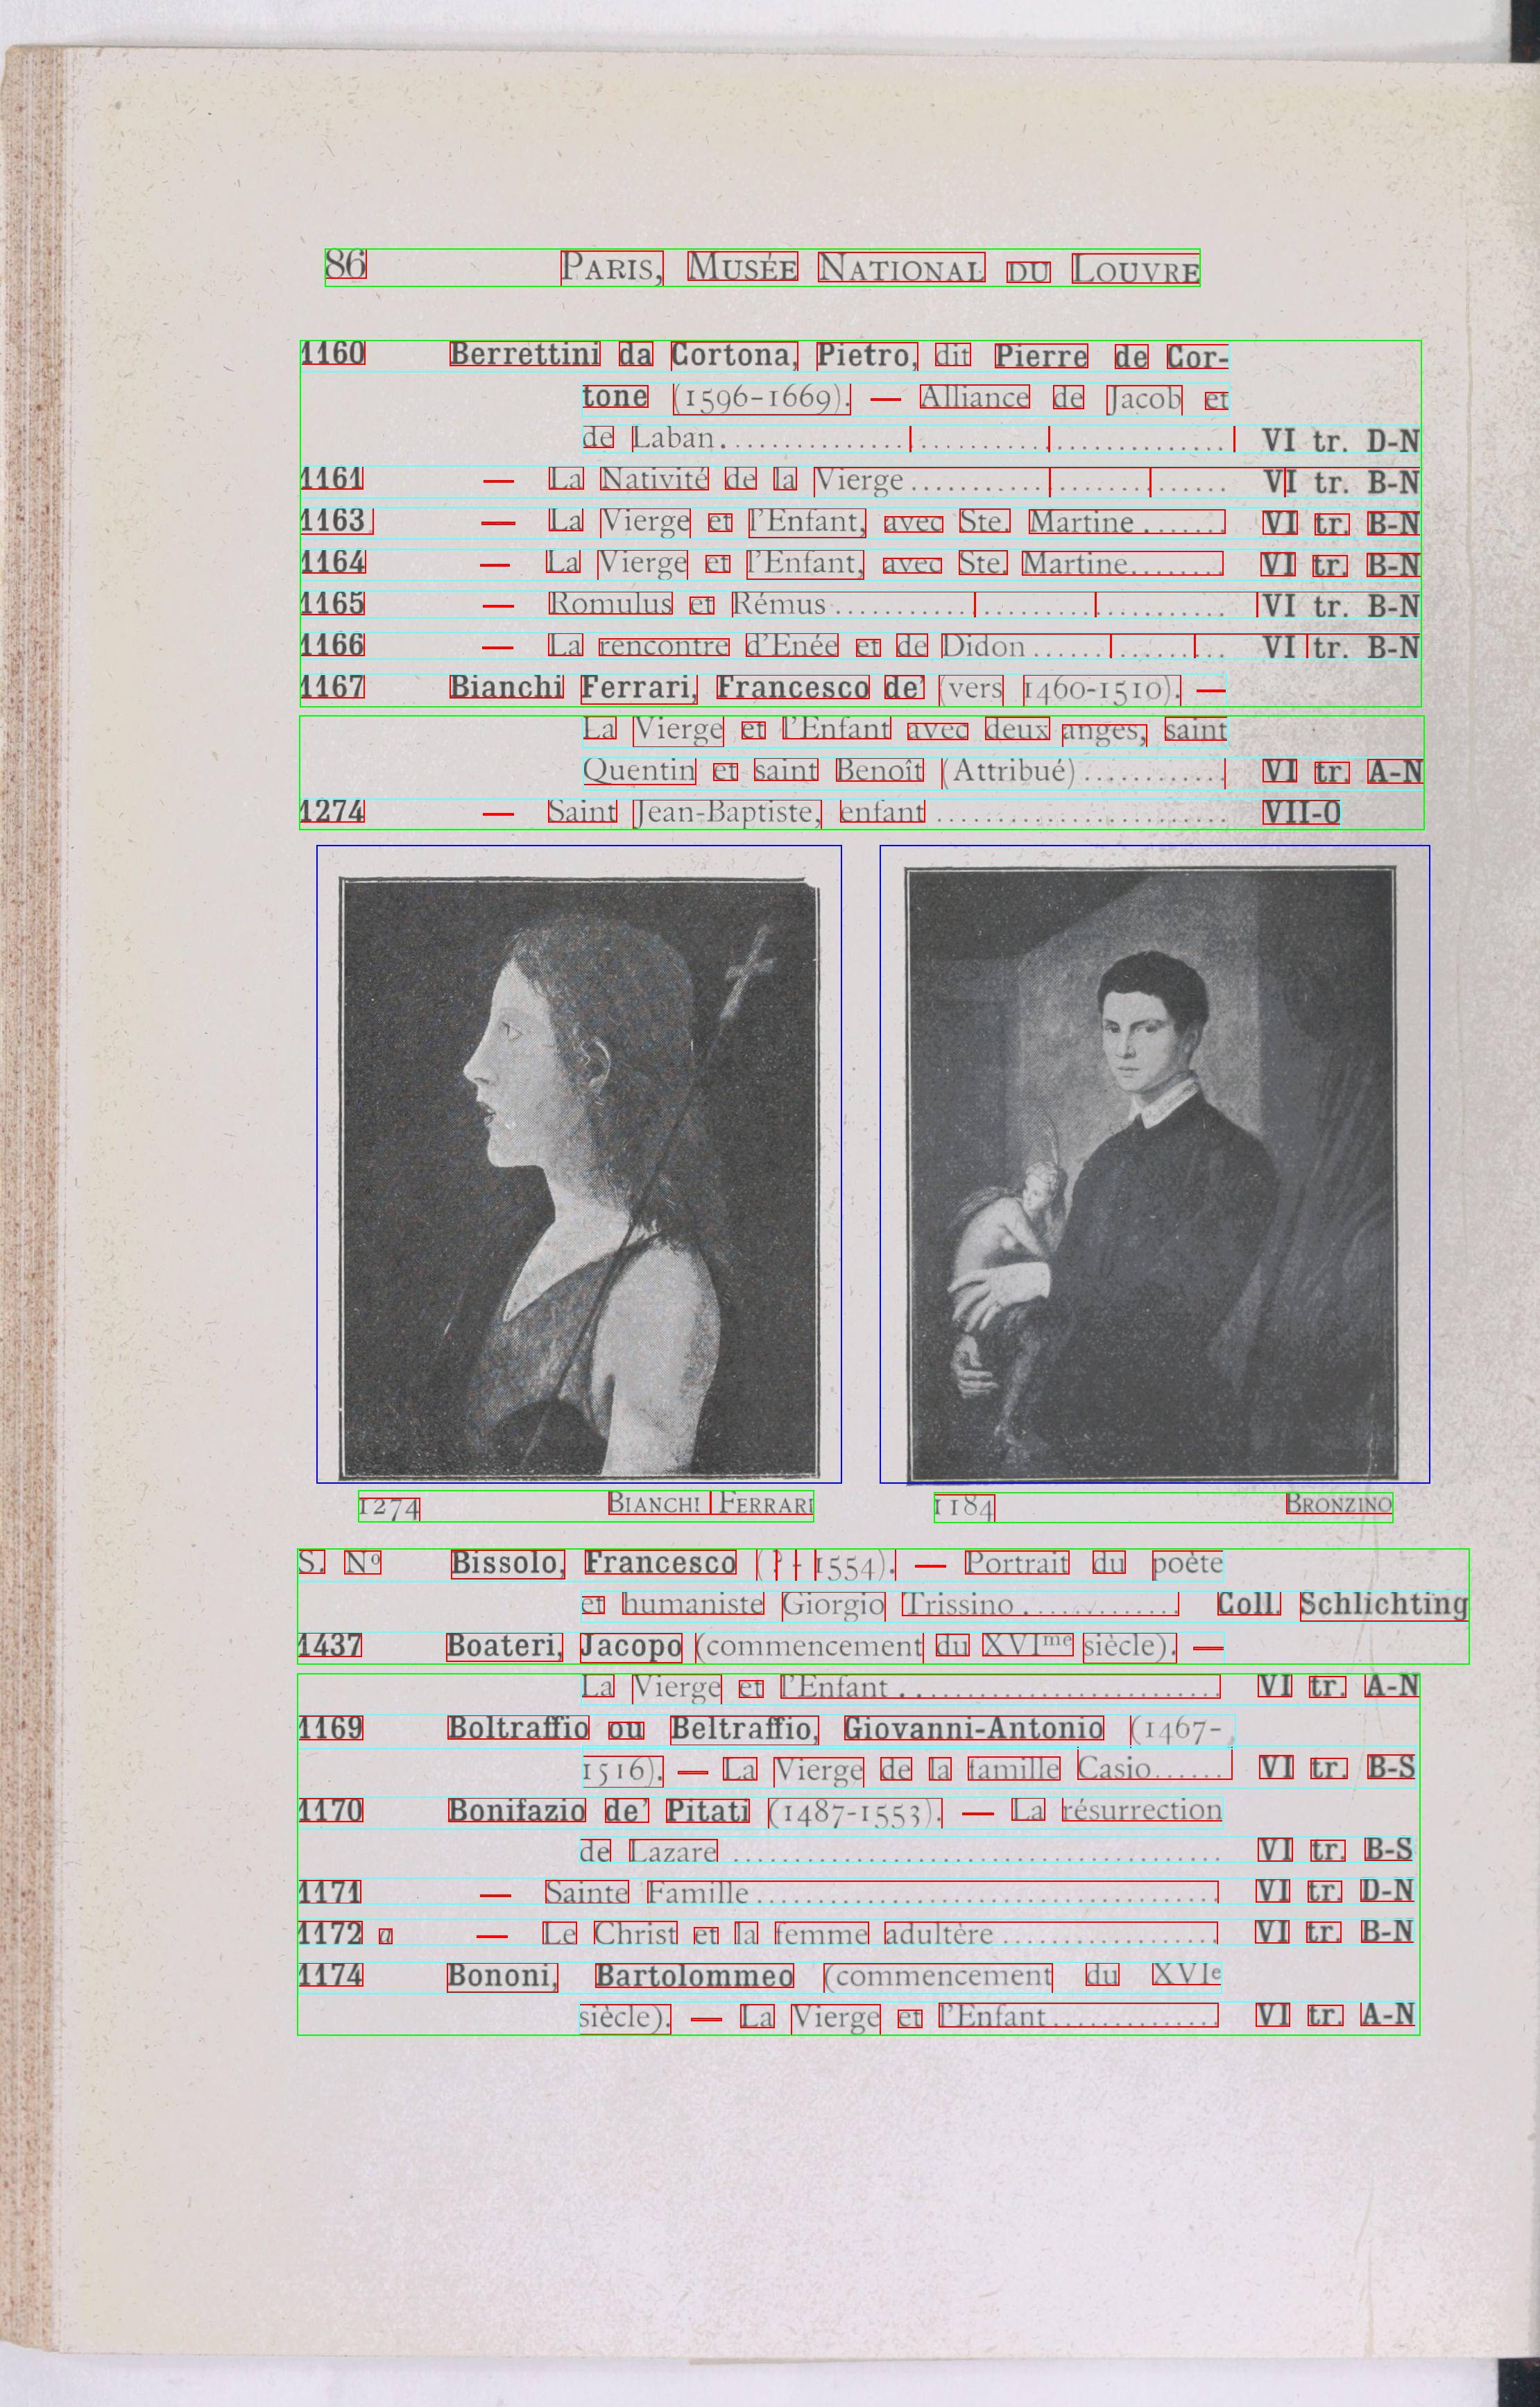 86 PARIS, MUSÉE NATIONAL DU LOUVRE
1160 Berrettini da Cortona, Pietro, dit Pierre de Cor-
tone (1596-1669). — Alliance de Jacob et
de Laban.................................... VI tr. D-N
1161 — La Nativité de la Vierge........................ VI tr. B-N
1163 — La Vierge et l'Enfant, avec Ste. Martine....... VI tr. B-N
1164 — La Vierge et l'Enfant, avec Ste. Martine........ VI tr. B-N
1165 — Romulus et Rémus............................. VI tr. B-N
1166 — La rencontre d'Enée et de Didon............... VI tr. B-N
1167 Bianchi Ferrari, Francesco de' (vers 1460-1510). —
La Vierge et l'Enfant avec deux anges, saint
Quentin et saint Benoît (Attribué)............ VI tr. A-N
1274 — Saint Jean-Baptiste, enfant ...................... VII-O
1274 BIANCHI FERRARI
1184 BRONZINO
S. Nº Bissolo, Francesco (? - 1554). — Portrait du poète
et humaniste Giorgio Trissino............. Coll. Schlichting
1437 Boateri, Jacopo (commencement du XVIme siècle). —
La Vierge et l'Enfant......................... VI tr. A-N
1169 Boltraffio ou Beltraffio, Giovanni-Antonio (1467-
1516). — La Vierge de la famille Casio...... VI tr. B-S
1170 Bonifazio de' Pitati (1487-1553). — La résurrection
de Lazare ..................................... VI tr. B-S
1171 — Sainte Famille.................................... VI tr. D-N
1172 a — Le Christ et la femme adultère ................. VI tr. B-N
1174 Bononi, Bartolommeo (commencement du XVIe
siècle). — La Vierge et l'Enfant.............. VI tr. A-N